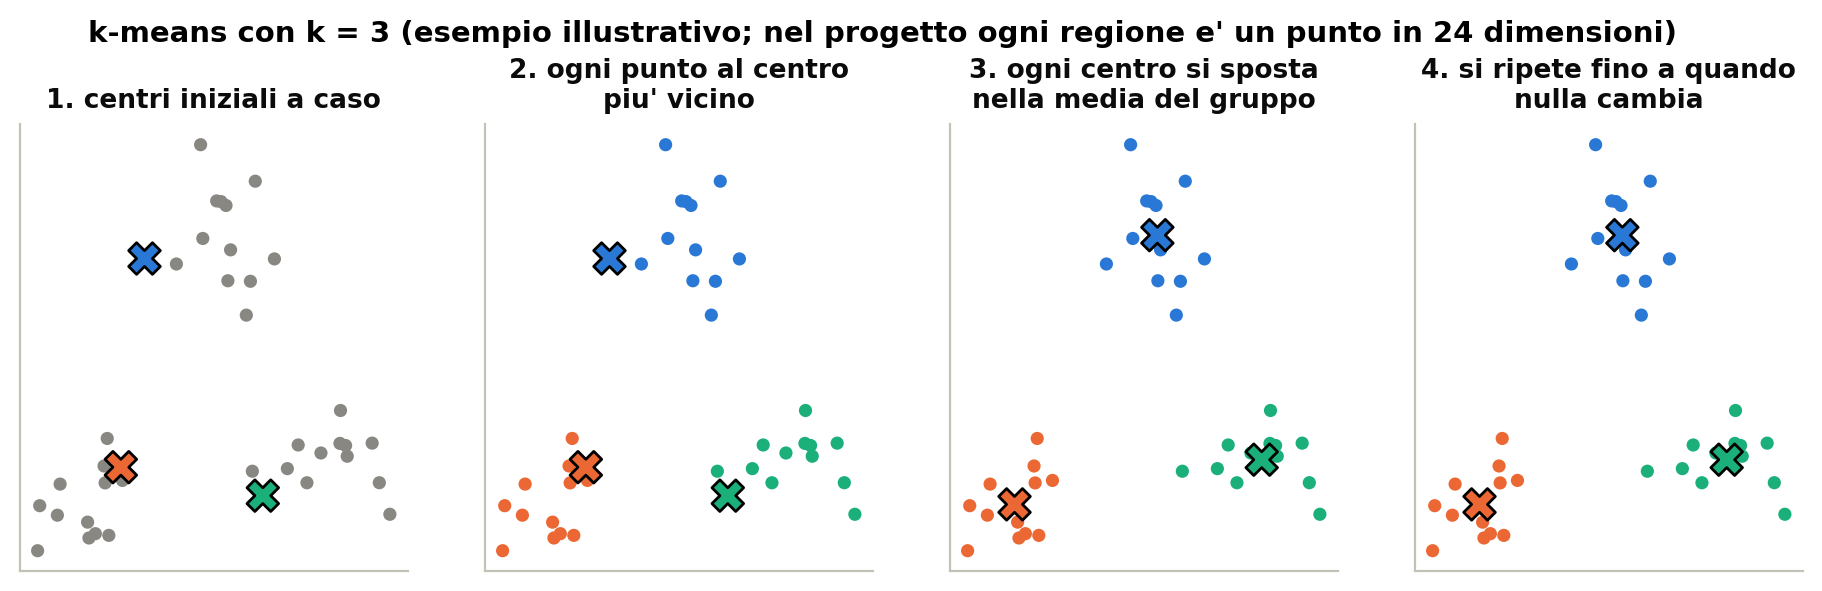 k-means con k = 3 (esempio illustrativo; nel progetto ogni regione e' un punto in 24 dimensioni)
1. centri iniziali a caso
2. ogni punto al centro
piu' vicino
3. ogni centro si sposta
nella media del gruppo
4. si ripete fino a quando
nulla cambia